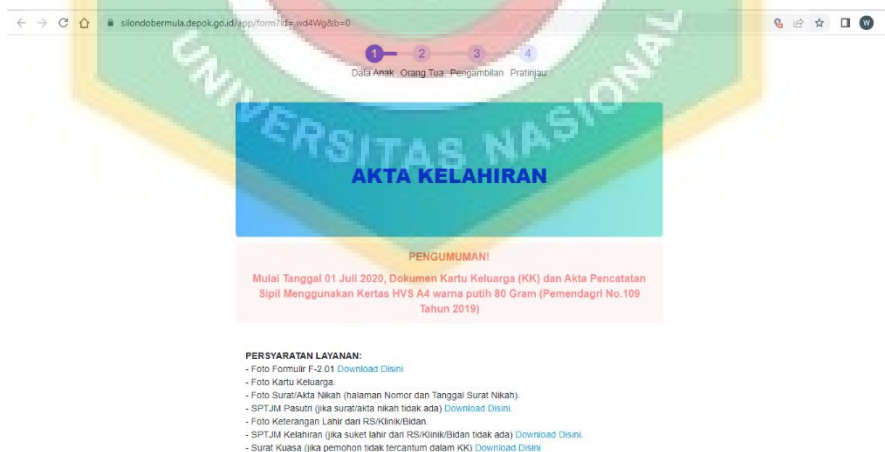 silondobermula.depok.go.id/app/form?id=,wd4Wg&b=0
W
1 2 3 4
Data Anak Orang Tua Pengambilan Pratinjau
UNIVERSITAS NASIONAL
AKTA KELAHIRAN
PENGUMUMAN!
Mulai Tanggal 01 Juli 2020, Dokumen Kartu Keluarga (KK) dan Akta Pencatatan
Sipil Menggunakan Kertas HVS A4 warna putih 80 Gram (Pemendagri No.109
Tahun 2019)
PERSYARATAN LAYANAN:
- Foto Formulir F-2.01 Download Disini
- Foto Kartu Keluarga.
- Foto Surat/Akta Nikah (halaman Nomor dan Tanggal Surat Nikah).
- SPTJM Pasutri (jika surat/akta nikah tidak ada) Download Disini.
- Foto Keterangan Lahir dari RS/Klinik/Bidan.
- SPTJM Kelahiran (jika suket lahir dari RS/Klinik/Bidan tidak ada) Download Disini.
- Surat Kuasa (jika pemohon tidak tercantum dalam KK) Download Disini